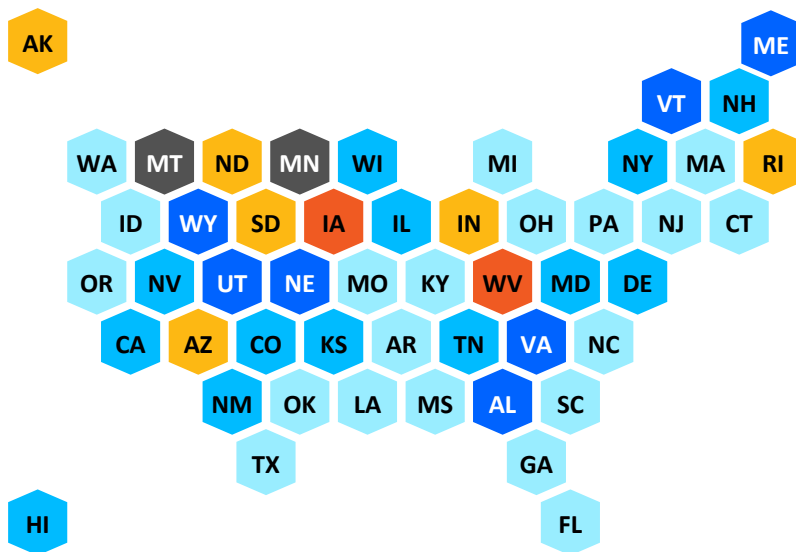 AK ME
VT NH
WA MT ND MN WI MI NY MA RI
ID WY SD IA IL IN OH PA NJ CT
OR NV UT NE MO KY WV MD DE
CA AZ CO KS AR TN VA NC
NM OK LA MS AL SC
TX GA
HI FL